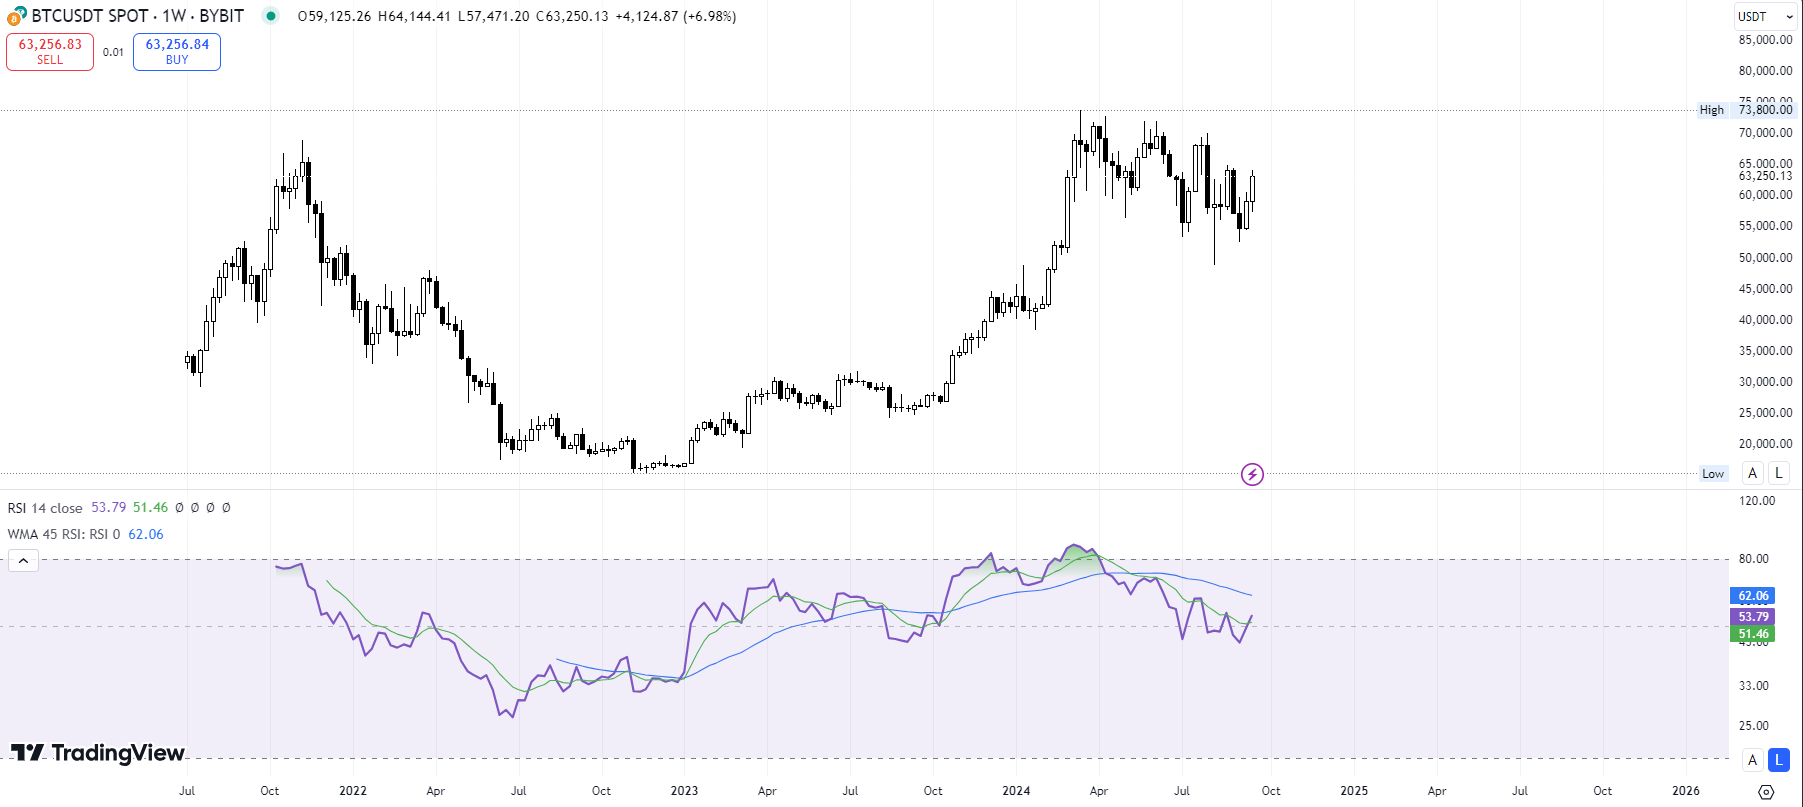 BTCUSDT SPOT · 1W · BYBIT O59,125.26 H64,144.41 L57,471.20 C63,250.13 +4,124.87 (+6.98%)
USDT
63,256.83
SELL
0.01
63,256.84
BUY
85,000.00
80,000.00
75,000.00
High 73,800.00
70,000.00
65,000.00
63,250.13
60,000.00
55,000.00
50,000.00
45,000.00
40,000.00
35,000.00
30,000.00
25,000.00
20,000.00
Low
A L
RSI 14 close 53.79 51.46 Ø Ø Ø Ø
WMA 45 RSI: RSI 0 62.06
120.00
80.00
62.06
53.79
51.46
33.00
25.00
TradingView
A L
Jul Oct 2022 Apr Jul Oct 2023 Apr Jul Oct 2024 Apr Jul Oct 2025 Apr Jul Oct 2026